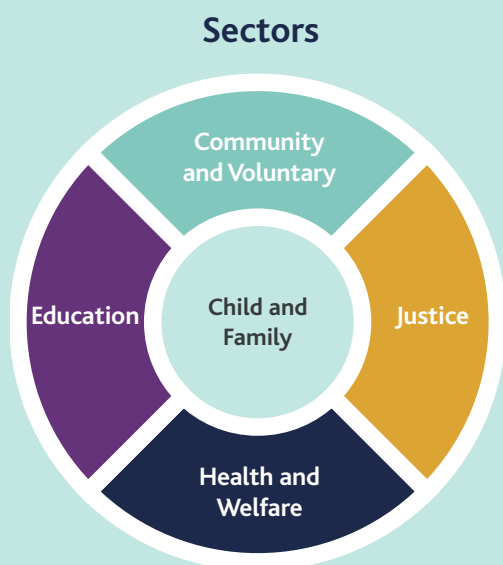 Sectors
Community
and Voluntary
Education
Child and
Family
Justice
Health and
Welfare